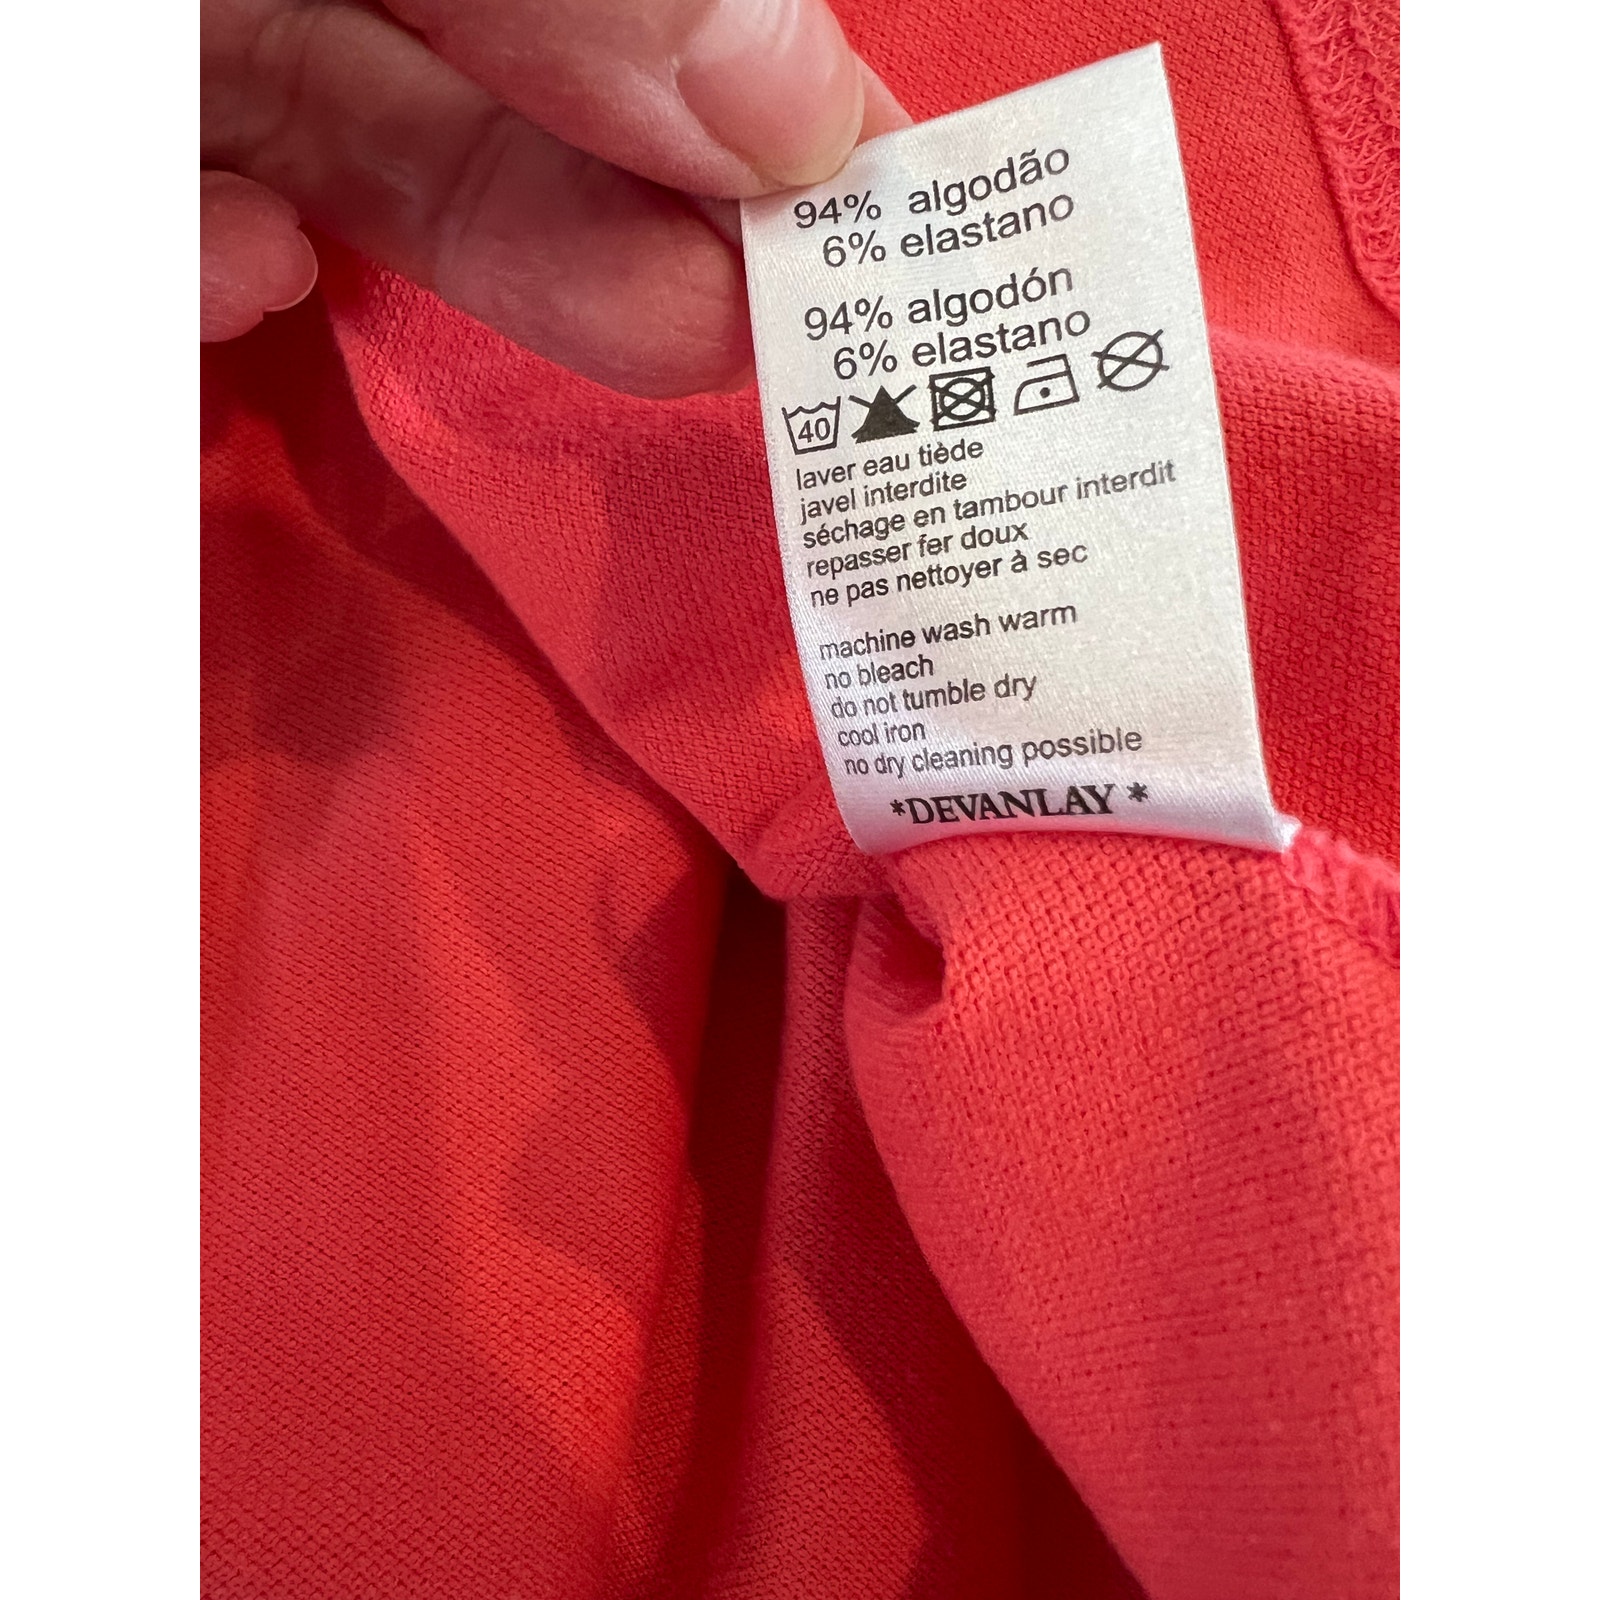 94% algodão
6% elastano
94% algodón
6% elastano
40
laver eau tiède
javel interdite
séchage en tambour interdit
repasser fer doux
ne pas nettoyer à sec
machine wash warm
no bleach
do not tumble dry
cool iron
no dry cleaning possible
*DEVANLAY *